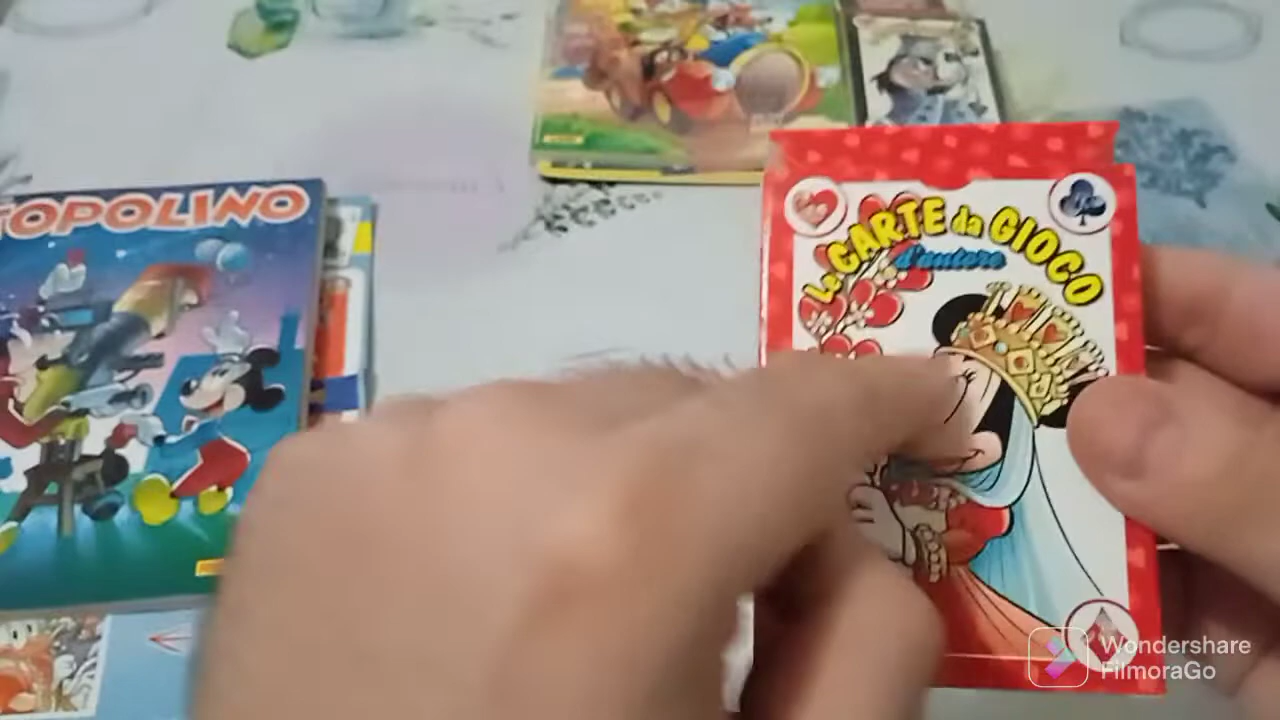 TOPOLINO
Le CARTE da GIOCO
d'autore
Wondershare
FilmoraGo